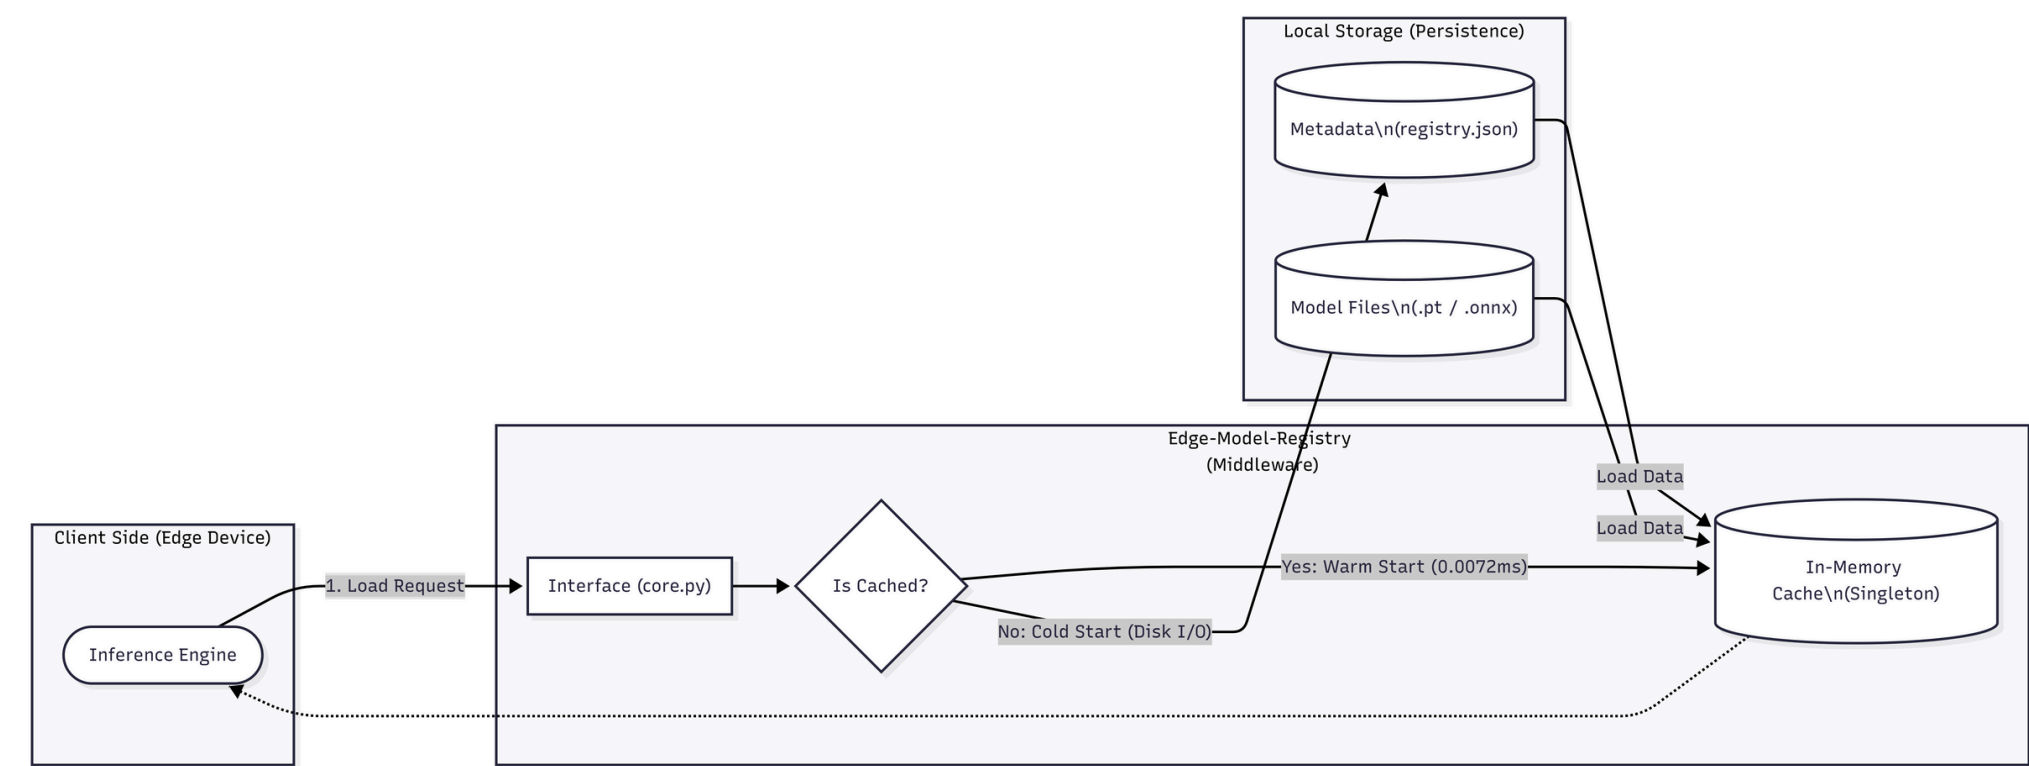 Local Storage (Persistence)
Metadata\n(registry.json)
Model Files\n(.pt / .onnx)
Edge-Model-Registry
(Middleware)
Load Data
Load Data
Client Side (Edge Device)
1. Load Request
Interface (core.py)
Is Cached?
Yes: Warm Start (0.0072ms)
No: Cold Start (Disk I/O)
In-Memory
Cache\n(Singleton)
Inference Engine